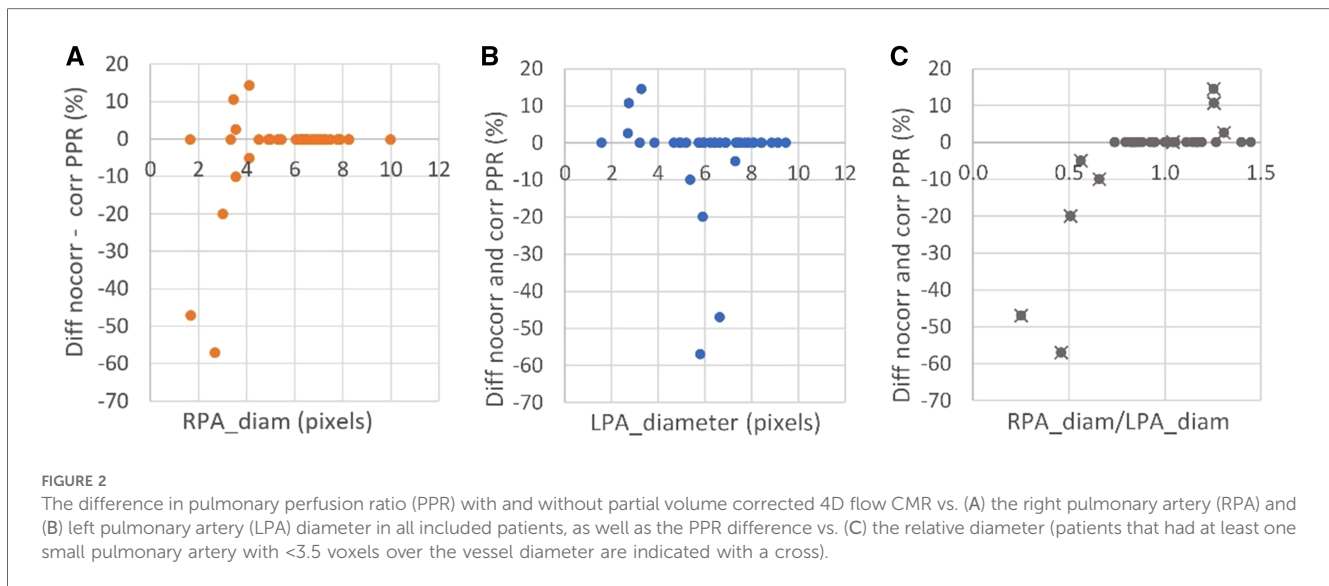 A
B
C
20
10
0
-10
-20
-30
-40
-50
-60
-70
0 2 4 6 8 10 12
Diff nocorr - corr PPR (%)
RPA_diam (pixels)
20
10
0
-10
-20
-30
-40
-50
-60
-70
0 2 4 6 8 10 12
Diff nocorr and corr PPR (%)
LPA_diameter (pixels)
20
10
0
-10
-20
-30
-40
-50
-60
-70
0.0 0.5 1.0 1.5
Diff nocorr and corr PPR (%)
RPA_diam/LPA_diam
FIGURE 2
The difference in pulmonary perfusion ratio (PPR) with and without partial volume corrected 4D flow CMR vs. (A) the right pulmonary artery (RPA) and
(B) left pulmonary artery (LPA) diameter in all included patients, as well as the PPR difference vs. (C) the relative diameter (patients that had at least one
small pulmonary artery with <3.5 voxels over the vessel diameter are indicated with a cross).